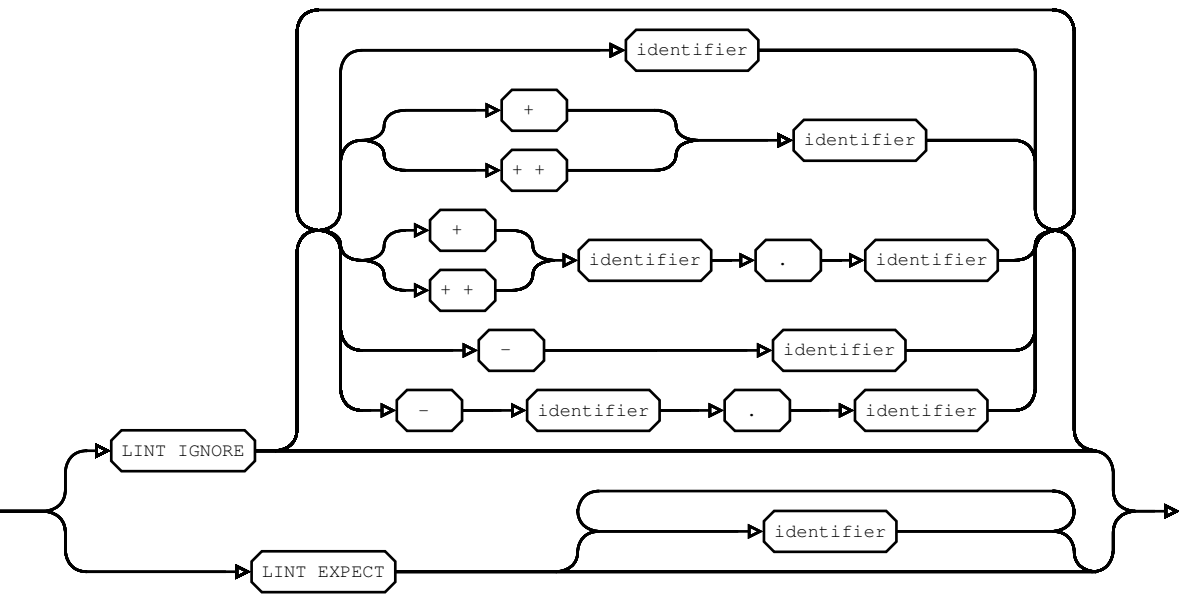 identifier
+
+ +
identifier
+
+ +
identifier . identifier
- identifier
- identifier . identifier
LINT IGNORE
identifier
LINT EXPECT